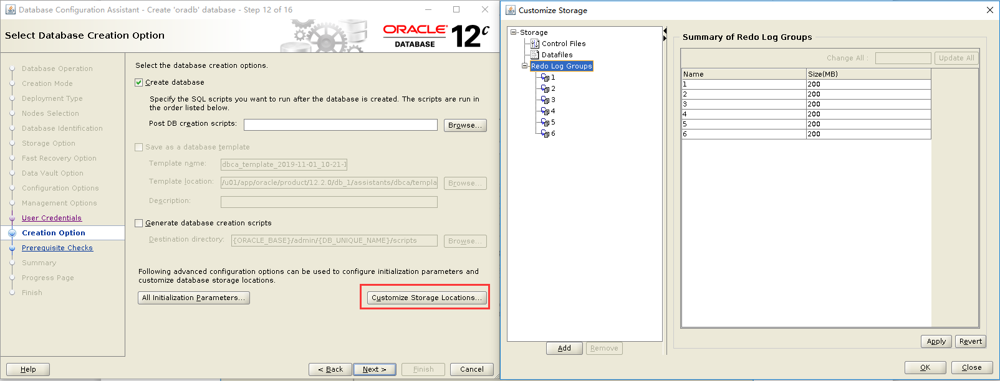 Database Configuration Assistant - Create 'oradb' database - Step 12 of 16
Select Database Creation Option
ORACLE
DATABASE
12c
Database Operation
Creation Mode
Deployment Type
Nodes Selection
Database Identification
Storage Option
Fast Recovery Option
Data Vault Option
Configuration Options
Management Options
User Credentials
Creation Option
Prerequisite Checks
Summary
Progress Page
Finish
Select the database creation options.
Create database
Specify the SQL scripts you want to run after the database is created. The scripts are run in
the order listed below.
Post DB creation scripts:
Browse...
Save as a database template
Template name:
dbca_template_2019-11-01_10-21-1
Template location:
/u01/app/oracle/product/12.2.0/db_1/assistants/dbca/templa
Browse...
Description:
Generate database creation scripts
Destination directory:
{ORACLE_BASE}/admin/{DB_UNIQUE_NAME}/scripts
Browse...
Following advanced configuration options can be used to configure initialization parameters and
customize database storage locations.
All Initialization Parameters...
Customize Storage Locations...
Help
< Back
Next >
Finish
Cancel
Customize Storage
Storage
Control Files
Datafiles
Redo Log Groups
1
2
3
4
5
6
Add
Remove
Summary of Redo Log Groups
Change All :
Update All
Name Size(MB)
1 200
2 200
3 200
4 200
5 200
6 200
Apply
Revert
OK
Close